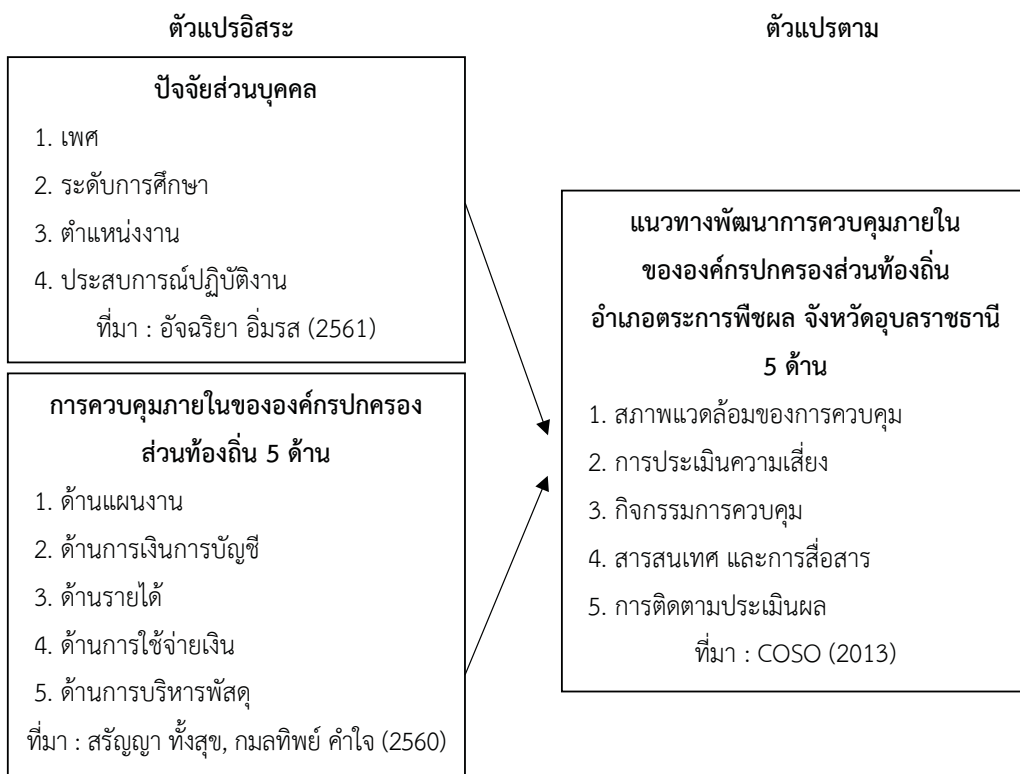 ตัวแปรอิสระ
ตัวแปรตาม
ปัจจัยส่วนบุคคล
1. เพศ
2. ระดับการศึกษา
3. ตำแหน่งงาน
4. ประสบการณ์ปฏิบัติงาน
ที่มา : อัจฉริยา อิ่มรส (2561)
การควบคุมภายในขององค์กรปกครอง
ส่วนท้องถิ่น 5 ด้าน
1. ด้านแผนงาน
2. ด้านการเงินการบัญชี
3. ด้านรายได้
4. ด้านการใช้จ่ายเงิน
5. ด้านการบริหารพัสดุ
ที่มา : สรัญญา ทั้งสุข, กมลทิพย์ คำใจ (2560)
แนวทางพัฒนาการควบคุมภายใน
ขององค์กรปกครองส่วนท้องถิ่น
อำเภอตระการพืชผล จังหวัดอุบลราชธานี
5 ด้าน
1. สภาพแวดล้อมของการควบคุม
2. การประเมินความเสี่ยง
3. กิจกรรมการควบคุม
4. สารสนเทศ และการสื่อสาร
5. การติดตามประเมินผล
ที่มา : COSO (2013)